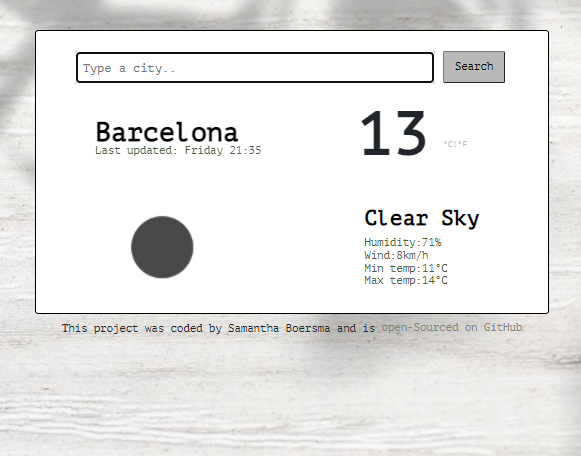 Type a city..
Search
Barcelona
Last updated: Friday 21:35
13
°C|°F
Clear Sky
Humidity:71%
Wind:8km/h
Min temp:11°C
Max temp:14°C
This project was coded by Samantha Boersma and is open-Sourced on GitHub